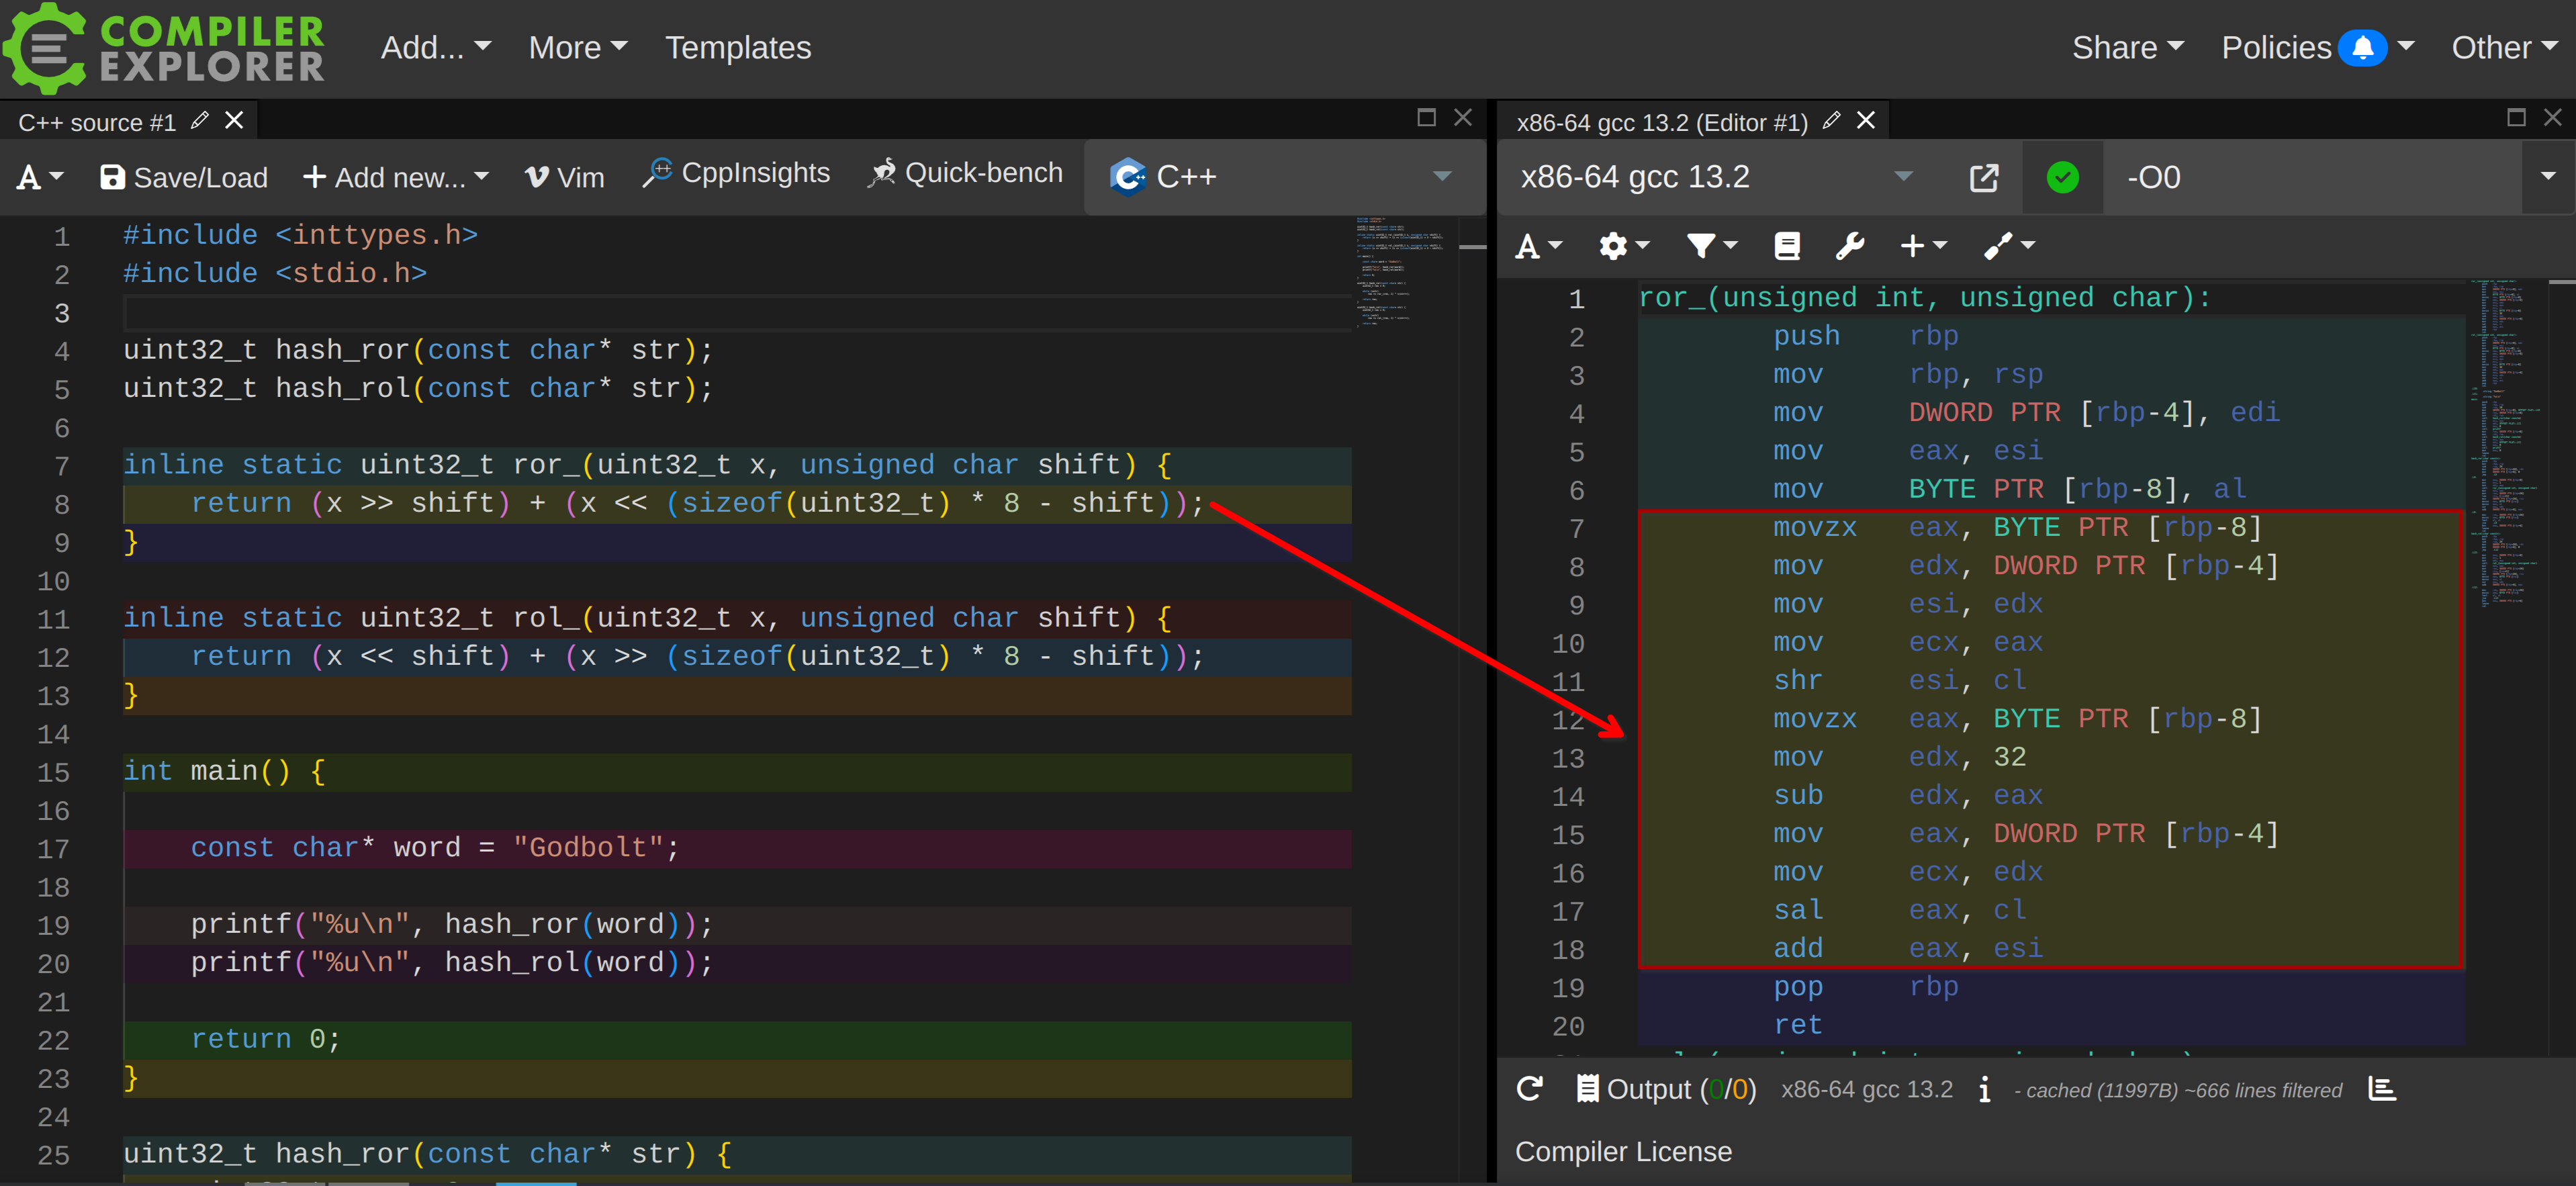 COMPILER
EXPLORER
Add...
More
Templates
Share
Policies
Other
C++ source #1
A
Save/Load
Add new...
Vim
CppInsights
Quick-bench
C++
1 #include <inttypes.h>
2 #include <stdio.h>
3
4 uint32_t hash_ror(const char* str);
5 uint32_t hash_rol(const char* str);
6
7 inline static uint32_t ror_(uint32_t x, unsigned char shift) {
8     return (x >> shift) + (x << (sizeof(uint32_t) * 8 - shift));
9 }
10
11 inline static uint32_t rol_(uint32_t x, unsigned char shift) {
12     return (x << shift) + (x >> (sizeof(uint32_t) * 8 - shift));
13 }
14
15 int main() {
16
17     const char* word = "Godbolt";
18
19     printf("%u\n", hash_ror(word));
20     printf("%u\n", hash_rol(word));
21
22     return 0;
23 }
24
25 uint32_t hash_ror(const char* str) {
x86-64 gcc 13.2 (Editor #1)
x86-64 gcc 13.2
-O0
A
1 ror_(unsigned int, unsigned char):
2         push    rbp
3         mov     rbp, rsp
4         mov     DWORD PTR [rbp-4], edi
5         mov     eax, esi
6         mov     BYTE PTR [rbp-8], al
7         movzx   eax, BYTE PTR [rbp-8]
8         mov     edx, DWORD PTR [rbp-4]
9         mov     esi, edx
10         mov     ecx, eax
11         shr     esi, cl
12         movzx   eax, BYTE PTR [rbp-8]
13         mov     edx, 32
14         sub     edx, eax
15         mov     eax, DWORD PTR [rbp-4]
16         mov     ecx, edx
17         sal     eax, cl
18         add     eax, esi
19         pop     rbp
20         ret
Output (0/0)
x86-64 gcc 13.2
i
- cached (11997B) ~666 lines filtered
Compiler License